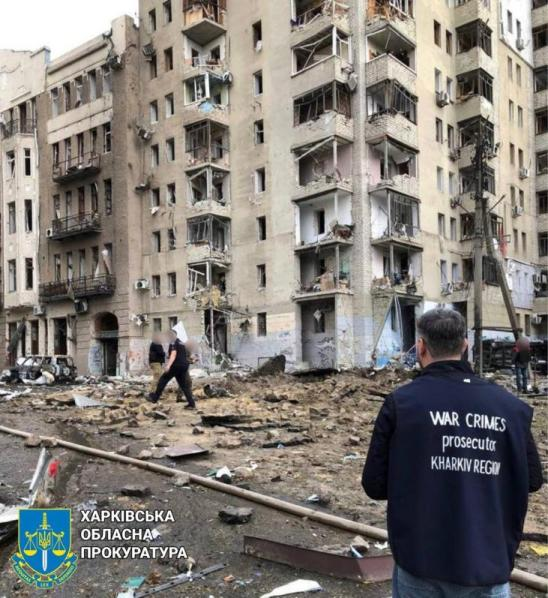 WAR CRIMES
prosecutor
KHARKIV REGION
ХАРКІВСЬКА
ОБЛАСНА
ПРОКУРАТУРА